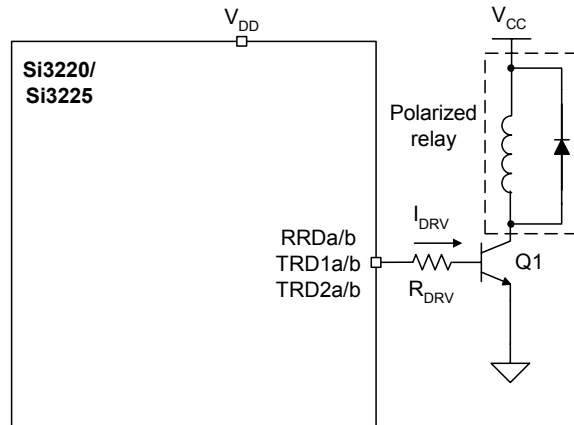 V_DD
V_CC
Si3220/
Si3225
Polarized
relay
I_DRV
RRDa/b
TRD1a/b
TRD2a/b
Q1
R_DRV